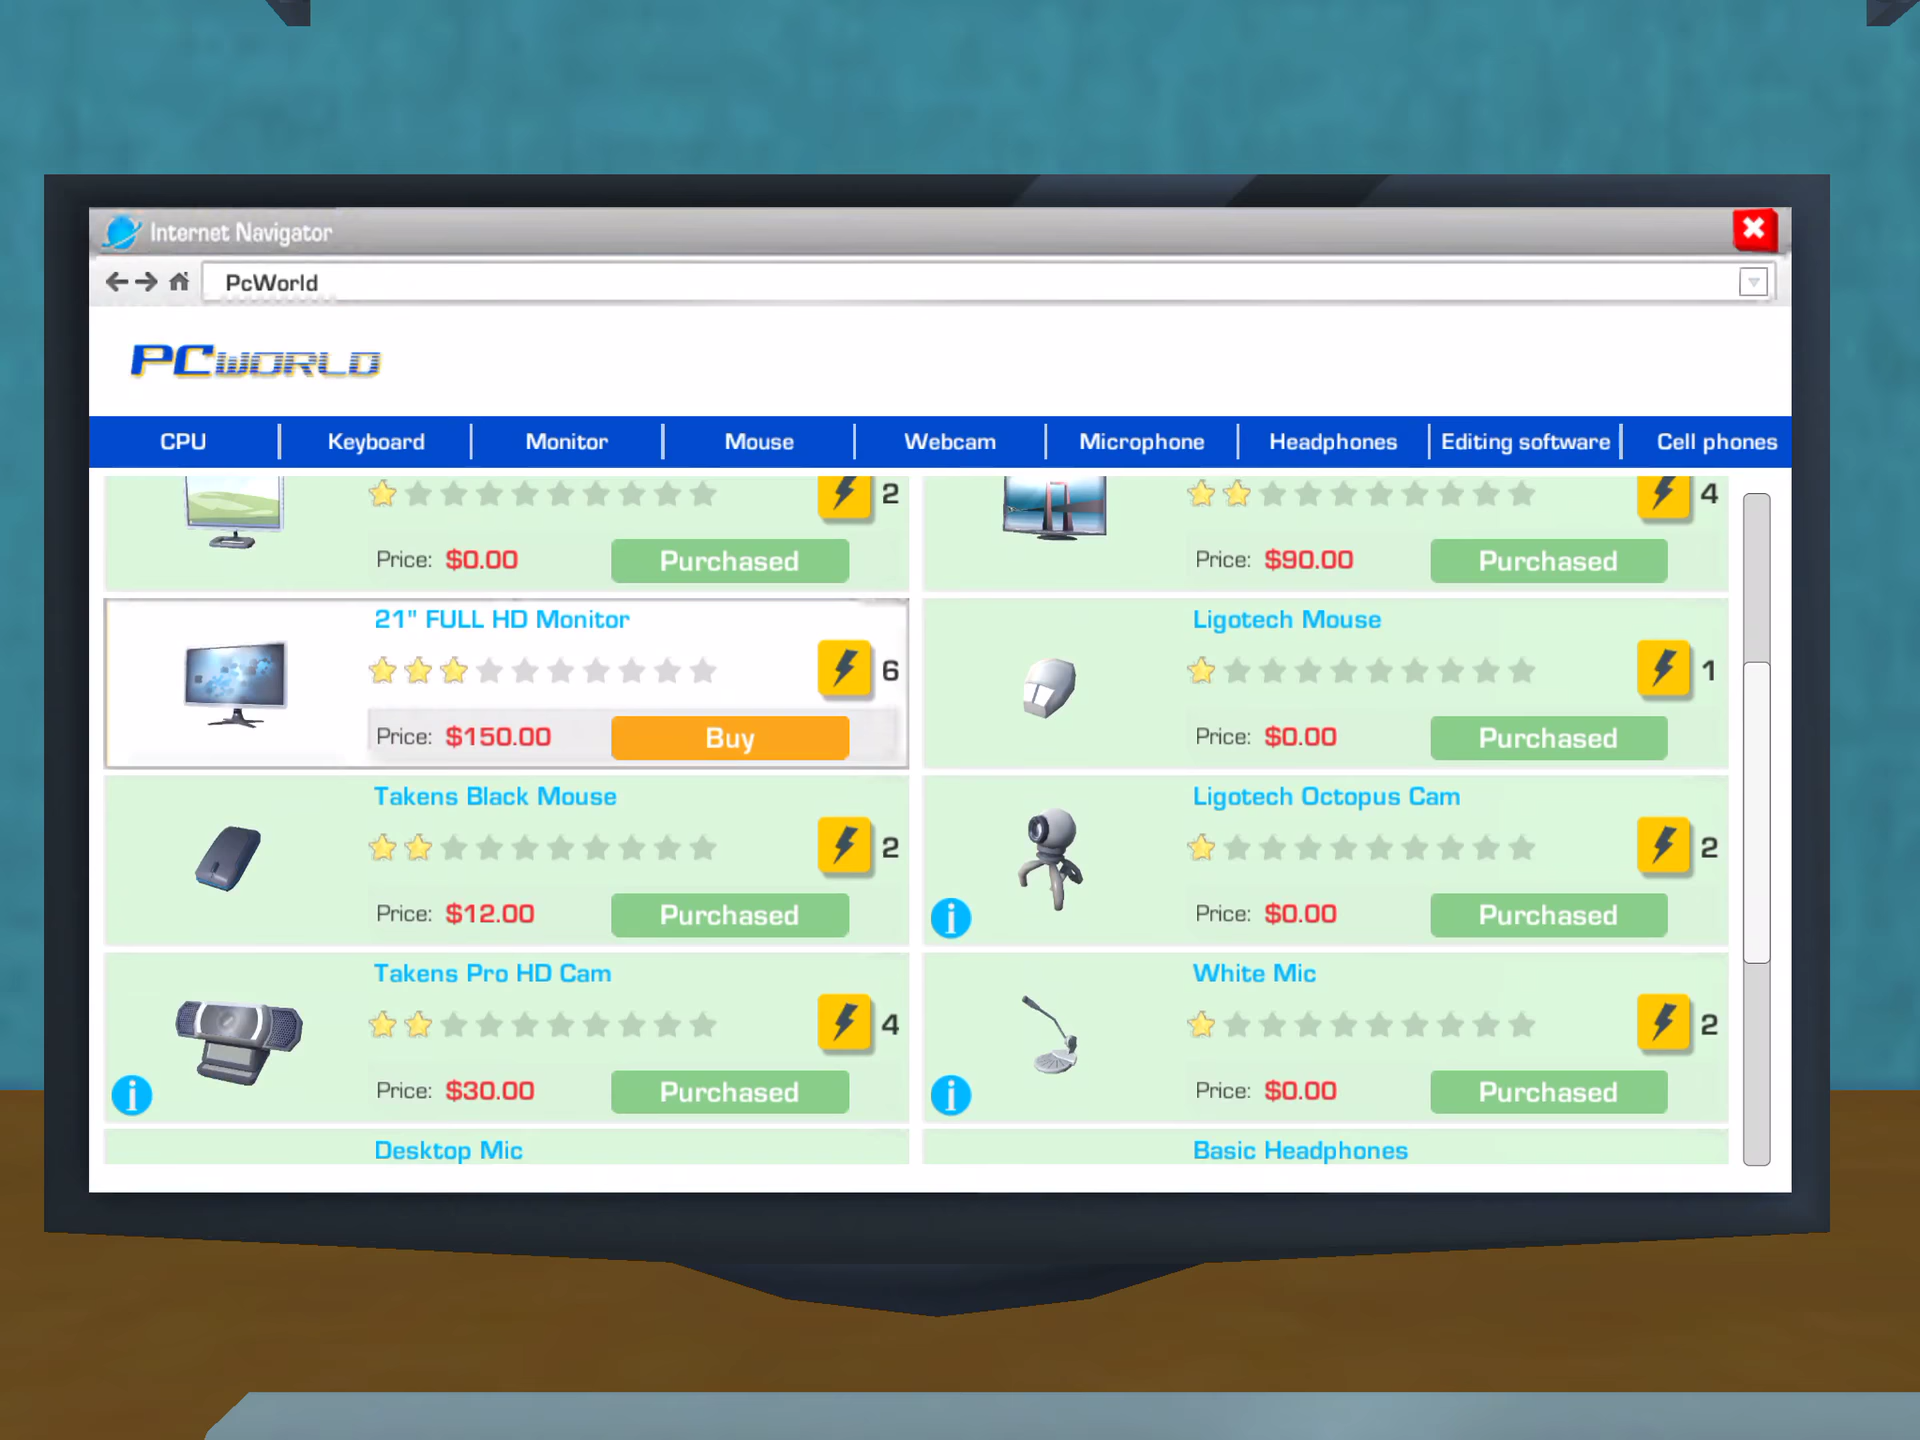 Internet Navigator
PcWorld
PCWORLD
CPU Keyboard Monitor Mouse Webcam Microphone Headphones Editing software Cell phones
2
Price: $0.00 Purchased
4
Price: $90.00 Purchased
21" FULL HD Monitor
6
Price: $150.00 Buy
Ligotech Mouse
1
Price: $0.00 Purchased
Takens Black Mouse
2
Price: $12.00 Purchased
Ligotech Octopus Cam
2
Price: $0.00 Purchased
Takens Pro HD Cam
4
Price: $30.00 Purchased
White Mic
2
Price: $0.00 Purchased
Desktop Mic
Basic Headphones